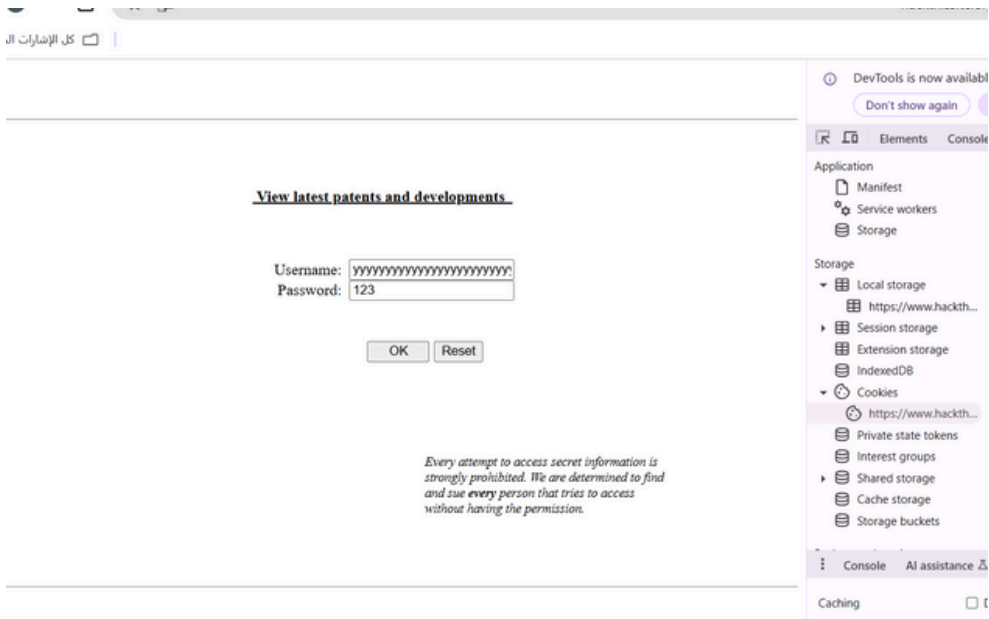 كل الإشارات
DevTools is now availabl
Don't show again
Elements Console
Application
Manifest
Service workers
Storage
Storage
Local storage
https://www.hackth...
Session storage
Extension storage
IndexedDB
Cookies
https://www.hackth...
Private state tokens
Interest groups
Shared storage
Cache storage
Storage buckets
Console AI assistance
Caching
View latest patents and developments
Username:
Password: 123
OK Reset
Every attempt to access secret information is
strongly prohibited. We are determined to find
and sue every person that tries to access
without having the permission.